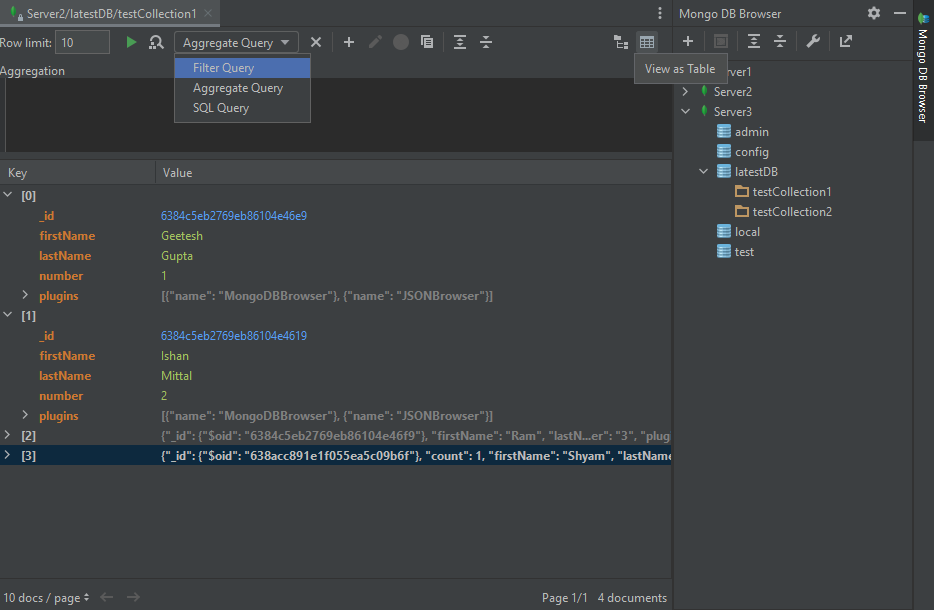 Server2/latestDB/testCollection1
Mongo DB Browser
Row limit: 10
Aggregate Query
Filter Query
Aggregate Query
SQL Query
View as Table
Aggregation
Key Value
[0]
_id 6384c5eb2769eb86104e46e9
firstName Geetesh
lastName Gupta
number 1
plugins [{"name": "MongoDBBrowser"}, {"name": "JSONBrowser"}]
[1]
_id 6384c5eb2769eb86104e4619
firstName Ishan
lastName Mittal
number 2
plugins [{"name": "MongoDBBrowser"}, {"name": "JSONBrowser"}]
[2] {"_id": {"$oid": "6384c5eb2769eb86104e46f9"}, "firstName": "Ram", "lastN...er": "3", "plug
[3] {"_id": {"$oid": "638acc891e1f055ea5c09b6f"}, "count": 1, "firstName": "Shyam", "lastName
10 docs / page
Page 1/1 4 documents
erver1
Server2
Server3
admin
config
latestDB
testCollection1
testCollection2
local
test
Mongo DB Browser